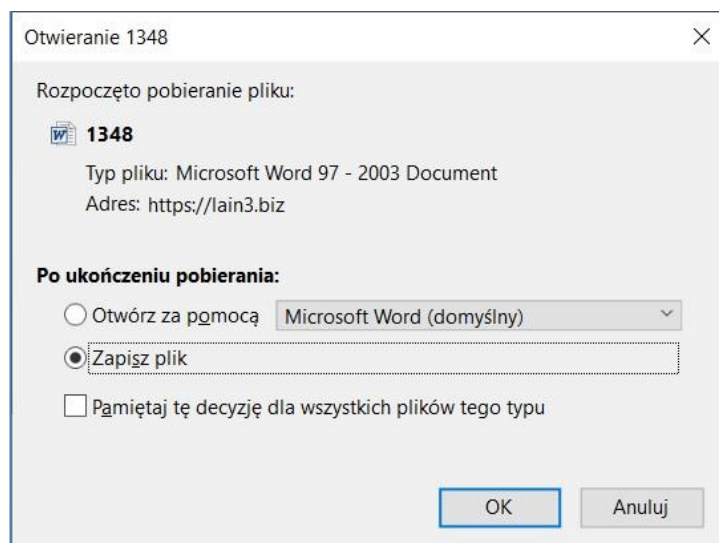 Otwieranie 1348
Rozpoczęto pobieranie pliku:
1348
Typ pliku: Microsoft Word 97 - 2003 Document
Adres: https://lain3.biz
Po ukończeniu pobierania:
Otwórz za pomocą Microsoft Word (domyślny)
Zapisz plik
Pamiętaj tę decyzję dla wszystkich plików tego typu
OK Anuluj